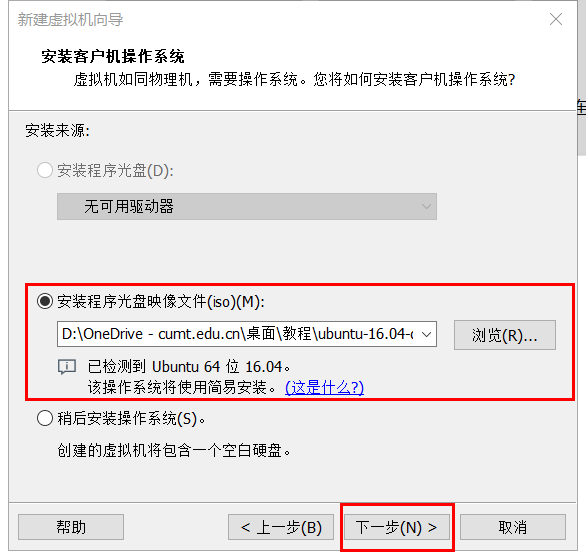 新建虚拟机向导
安装客户机操作系统
虚拟机如同物理机，需要操作系统。您将如何安装客户机操作系统?
连
安装来源:
安装程序光盘(D):
无可用驱动器
安装程序光盘映像文件(iso)(M):
D:\OneDrive - cumt.edu.cn\桌面\教程\ubuntu-16.04-d
浏览(R)...
已检测到 Ubuntu 64 位 16.04。
该操作系统将使用简易安装。 (这是什么?)
稍后安装操作系统(S)。
创建的虚拟机将包含一个空白硬盘。
帮助
< 上一步(B)
下一步(N) >
取消